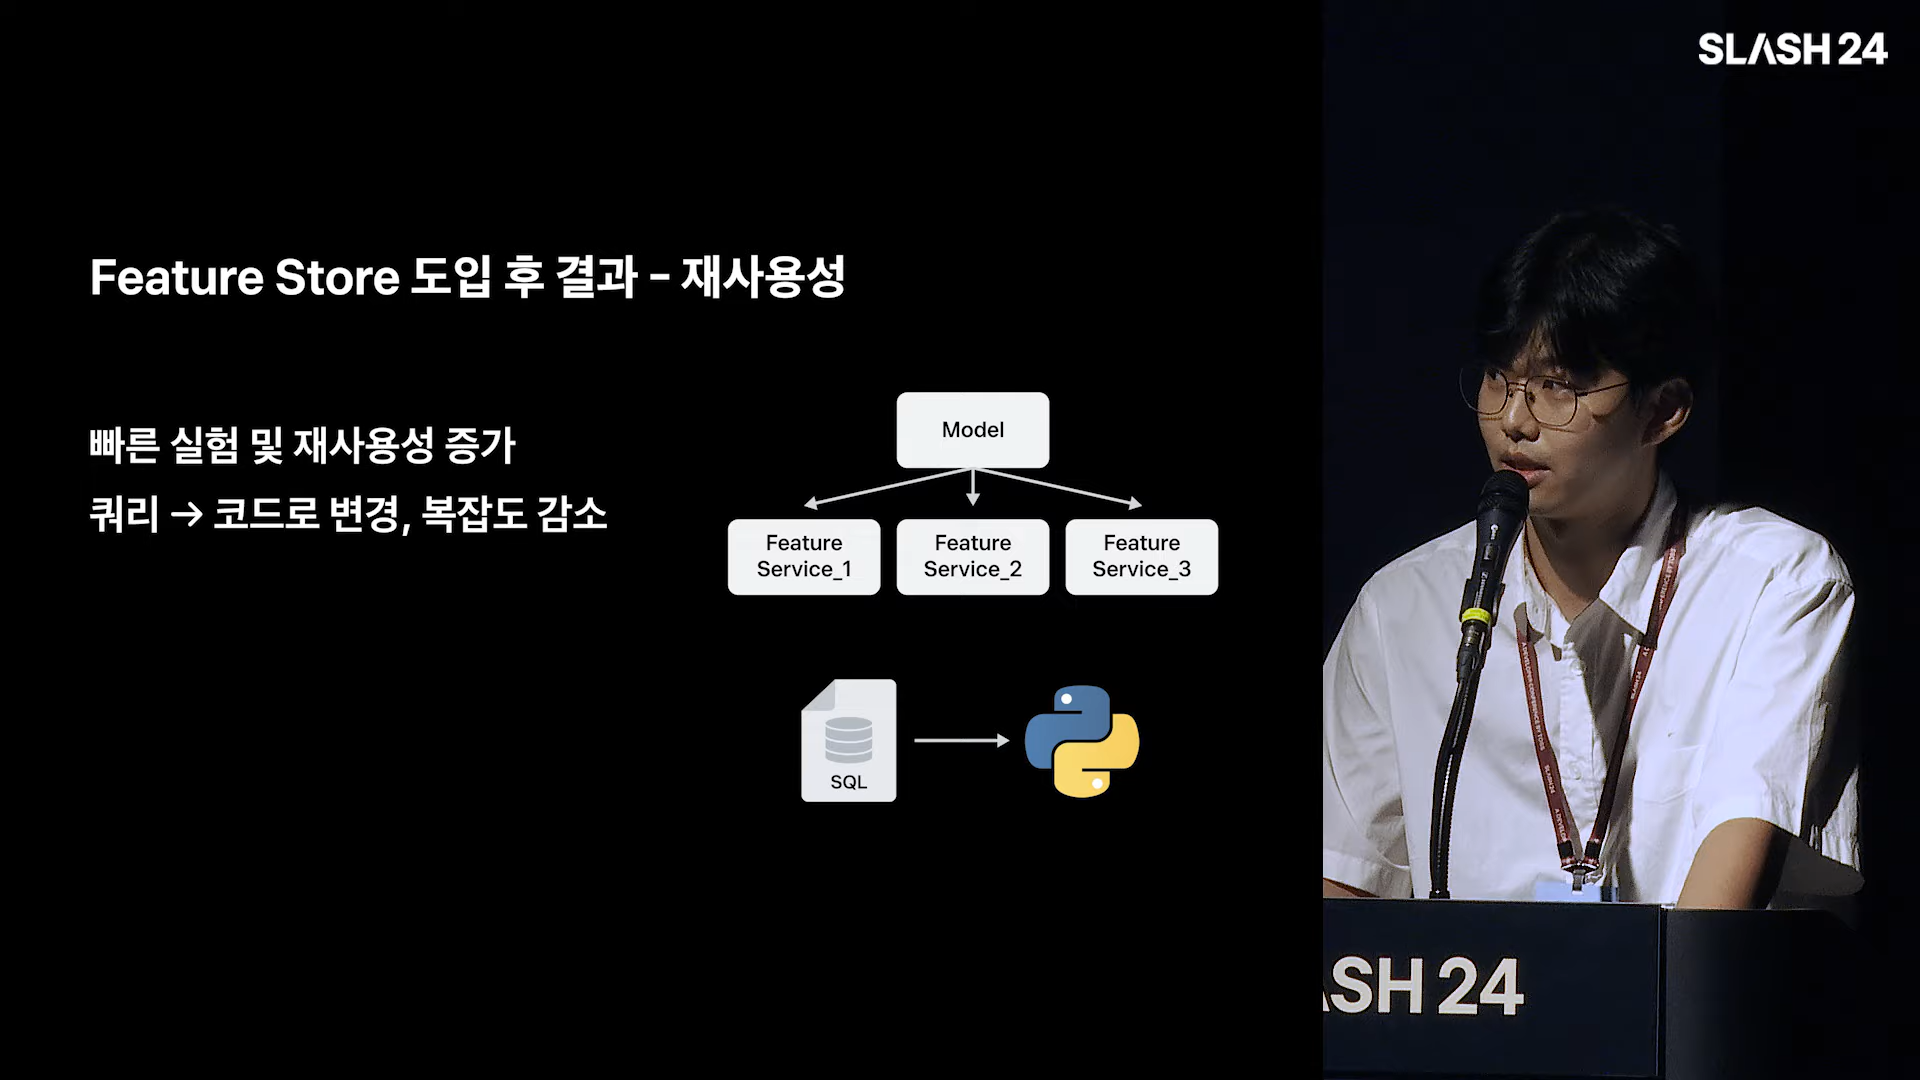 SLASH 24
Feature Store 도입 후 결과 - 재사용성
빠른 실험 및 재사용성 증가
쿼리 → 코드로 변경, 복잡도 감소
Model
Feature
Service_1
Feature
Service_2
Feature
Service_3
SQL
ASH 24